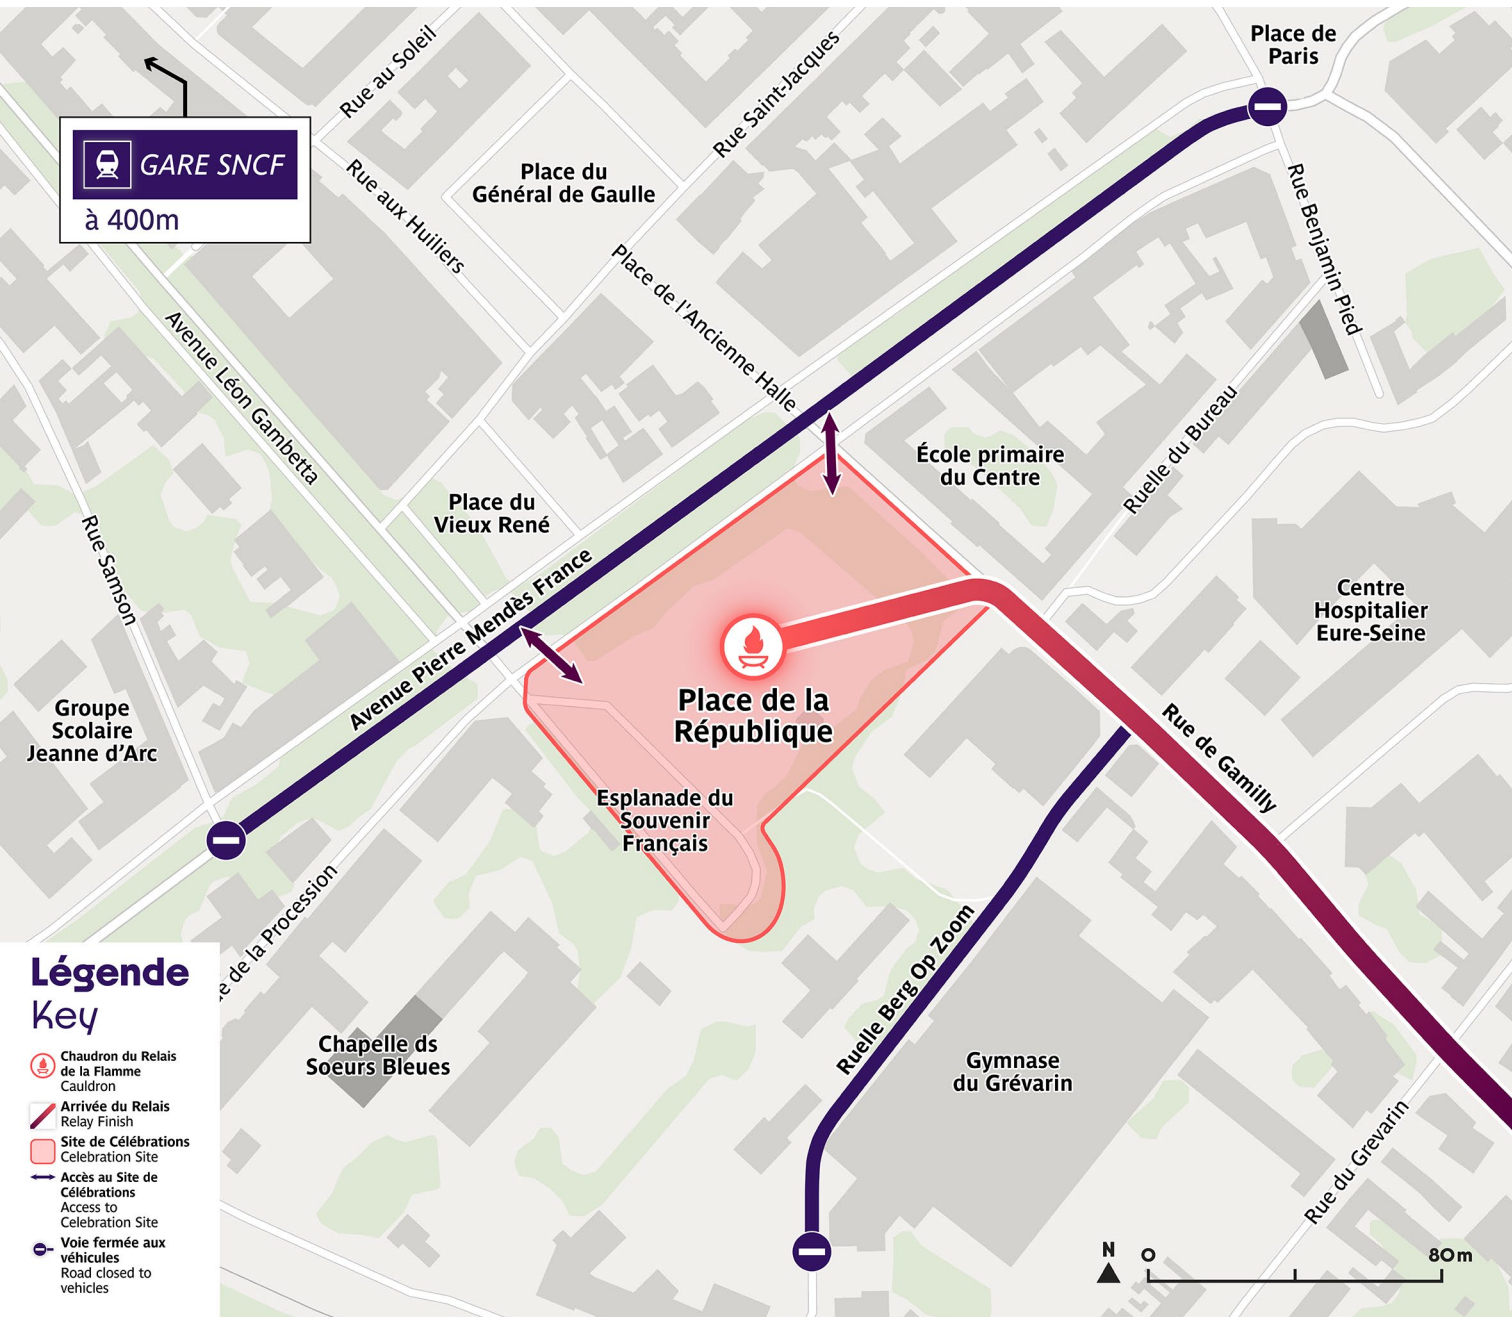 Place de
Paris
Rue au Soleil
Rue Saint-Jacques
GARE SNCF
à 400m
Place du
Général de Gaulle
Rue aux Huiliers
Rue Benjamin Pied
Place de l'Ancienne Halle
Avenue Léon Gambetta
École primaire
du Centre
Ruelle du Bureau
Place du
Vieux René
Rue Samson
Avenue Pierre Mendès France
Centre
Hospitalier
Eure-Seine
Place de la
République
Groupe
Scolaire
Jeanne d’Arc
Rue de Gamilly
Esplanade du
Souvenir
Français
de la Procession
Ruelle Berg Op Zoom
Chapelle ds
Soeurs Bleues
Gymnase
du Grévarin
Rue du Grevarin
Légende
Key
Chaudron du Relais
de la Flamme
Cauldron
Arrivée du Relais
Relay Finish
Site de Célébrations
Celebration Site
Accès au Site de
Célébrations
Access to
Celebration Site
Voie fermée aux
véhicules
Road closed to
vehicles
N
0
80m